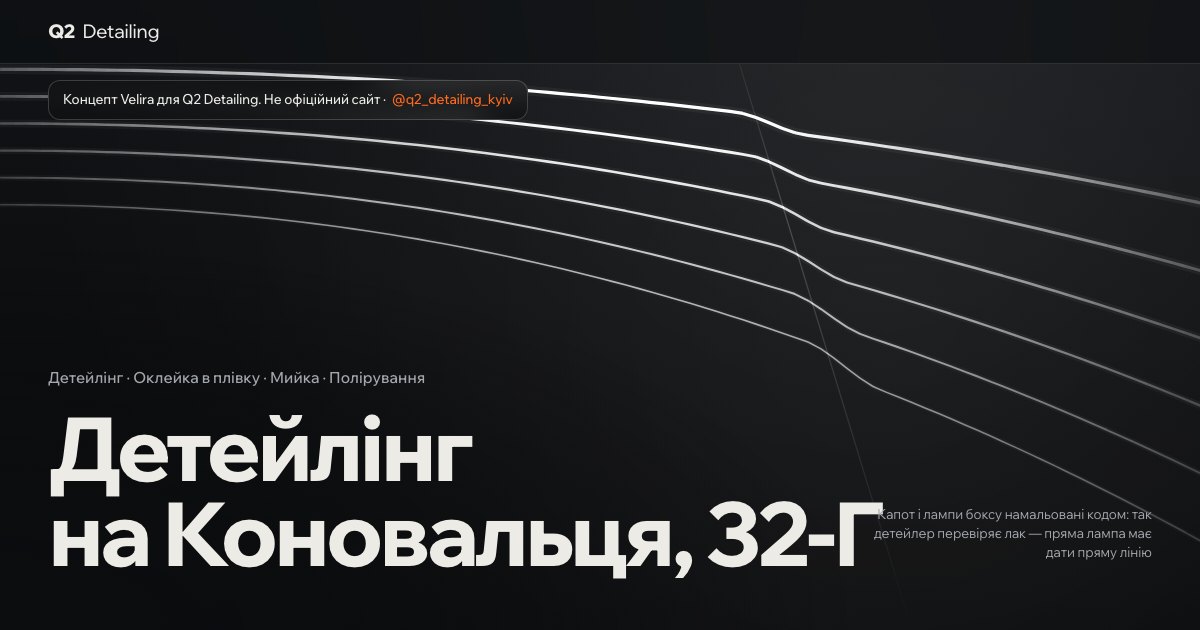 Q2 Detailing
Концепт Velira для Q2 Detailing. Не офіційний сайт · @q2_detailing_kyiv
Детейлінг · Оклейка в плівку · Мийка · Полірування
Детейлінг
на Коновальця, 32-Г
Капот і лампи боксу намальовані кодом: так
детейлер перевіряє лак — пряма лампа має
дати пряму лінію